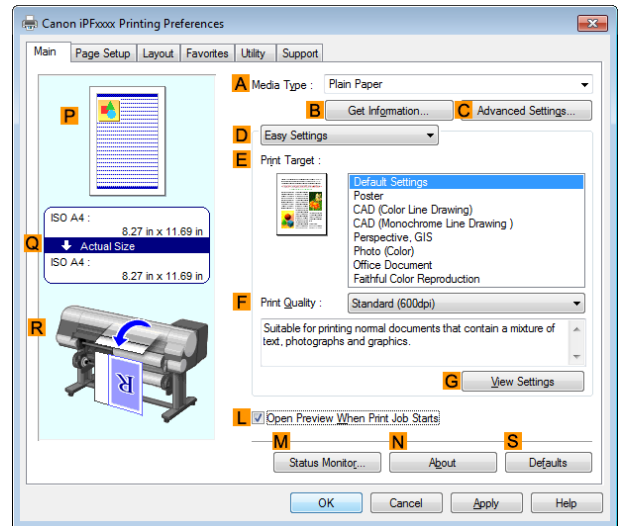 Canon iPFxxxx Printing Preferences
Main Page Setup Layout Favorites Utility Support
A Media Type : Plain Paper
B Get Information... C Advanced Settings...
D Easy Settings
E Print Target :
Default Settings
Poster
CAD (Color Line Drawing)
CAD (Monochrome Line Drawing )
Perspective, GIS
Photo (Color)
Office Document
Faithful Color Reproduction
F Print Quality : Standard (600dpi)
Suitable for printing normal documents that contain a mixture of
text, photographs and graphics.
G View Settings
L Open Preview When Print Job Starts
M N S
Status Monitor... About Defaults
P
ISO A4 :
8.27 in x 11.69 in
Q Actual Size
ISO A4 :
8.27 in x 11.69 in
R
R
OK Cancel Apply Help